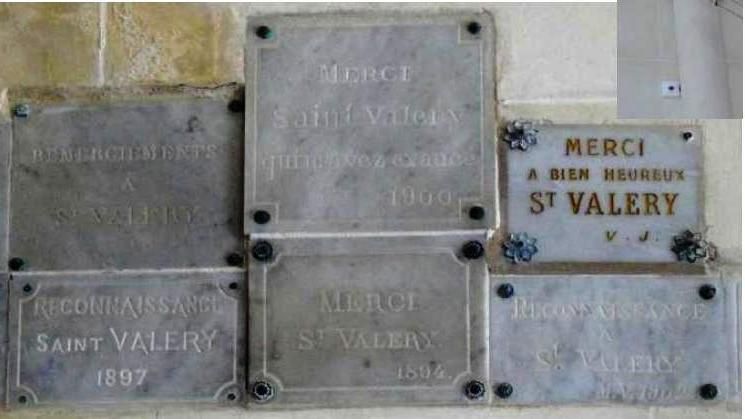 REMERCIEMENTS
A
ST VALERY
MERCI
Saint Valery
qui m'avez exaucé
1900
MERCI
A BIEN HEUREUX
ST VALERY
V. J.
RECONNAISSANCE
SAINT VALERY
1897
MERCI
ST VALERY
1894.
RECONNAISSANCE
A
St VALERY
M.V. 1902